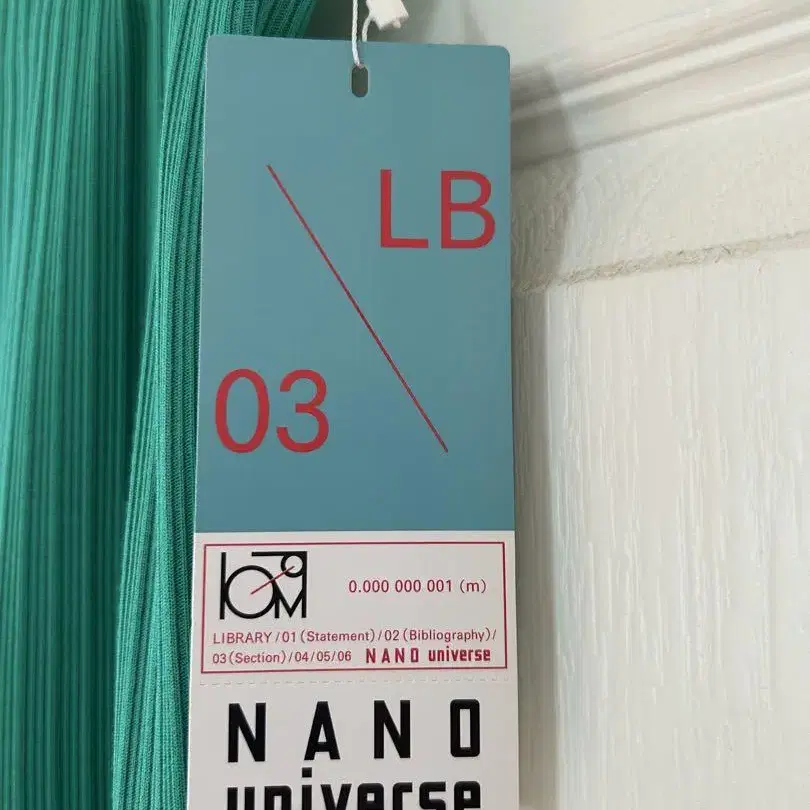 LB
03
0.000 000 001 (m)
LIBRARY/01(Statement)/02(Bibliography)/
03(Section)/04/05/06 NANO universe
NANO
universe